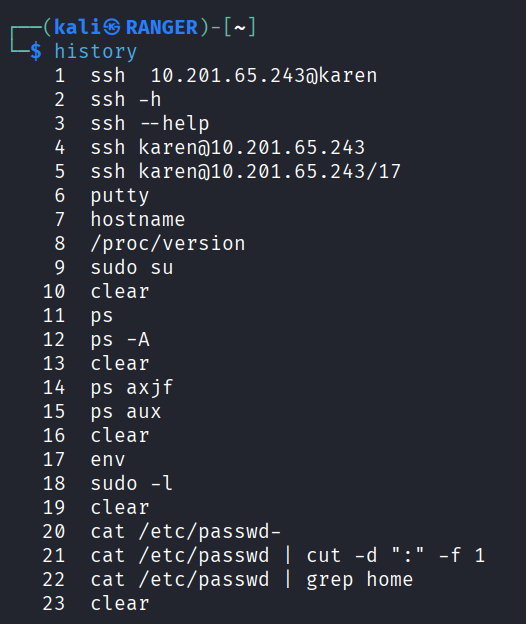 ┌──(kali㉿RANGER)-[~]
└─$ history
1 ssh  10.201.65.243@karen
2 ssh -h
3 ssh --help
4 ssh karen@10.201.65.243
5 ssh karen@10.201.65.243/17
6 putty
7 hostname
8 /proc/version
9 sudo su
10 clear
11 ps
12 ps -A
13 clear
14 ps axjf
15 ps aux
16 clear
17 env
18 sudo -l
19 clear
20 cat /etc/passwd-
21 cat /etc/passwd | cut -d ":" -f 1
22 cat /etc/passwd | grep home
23 clear